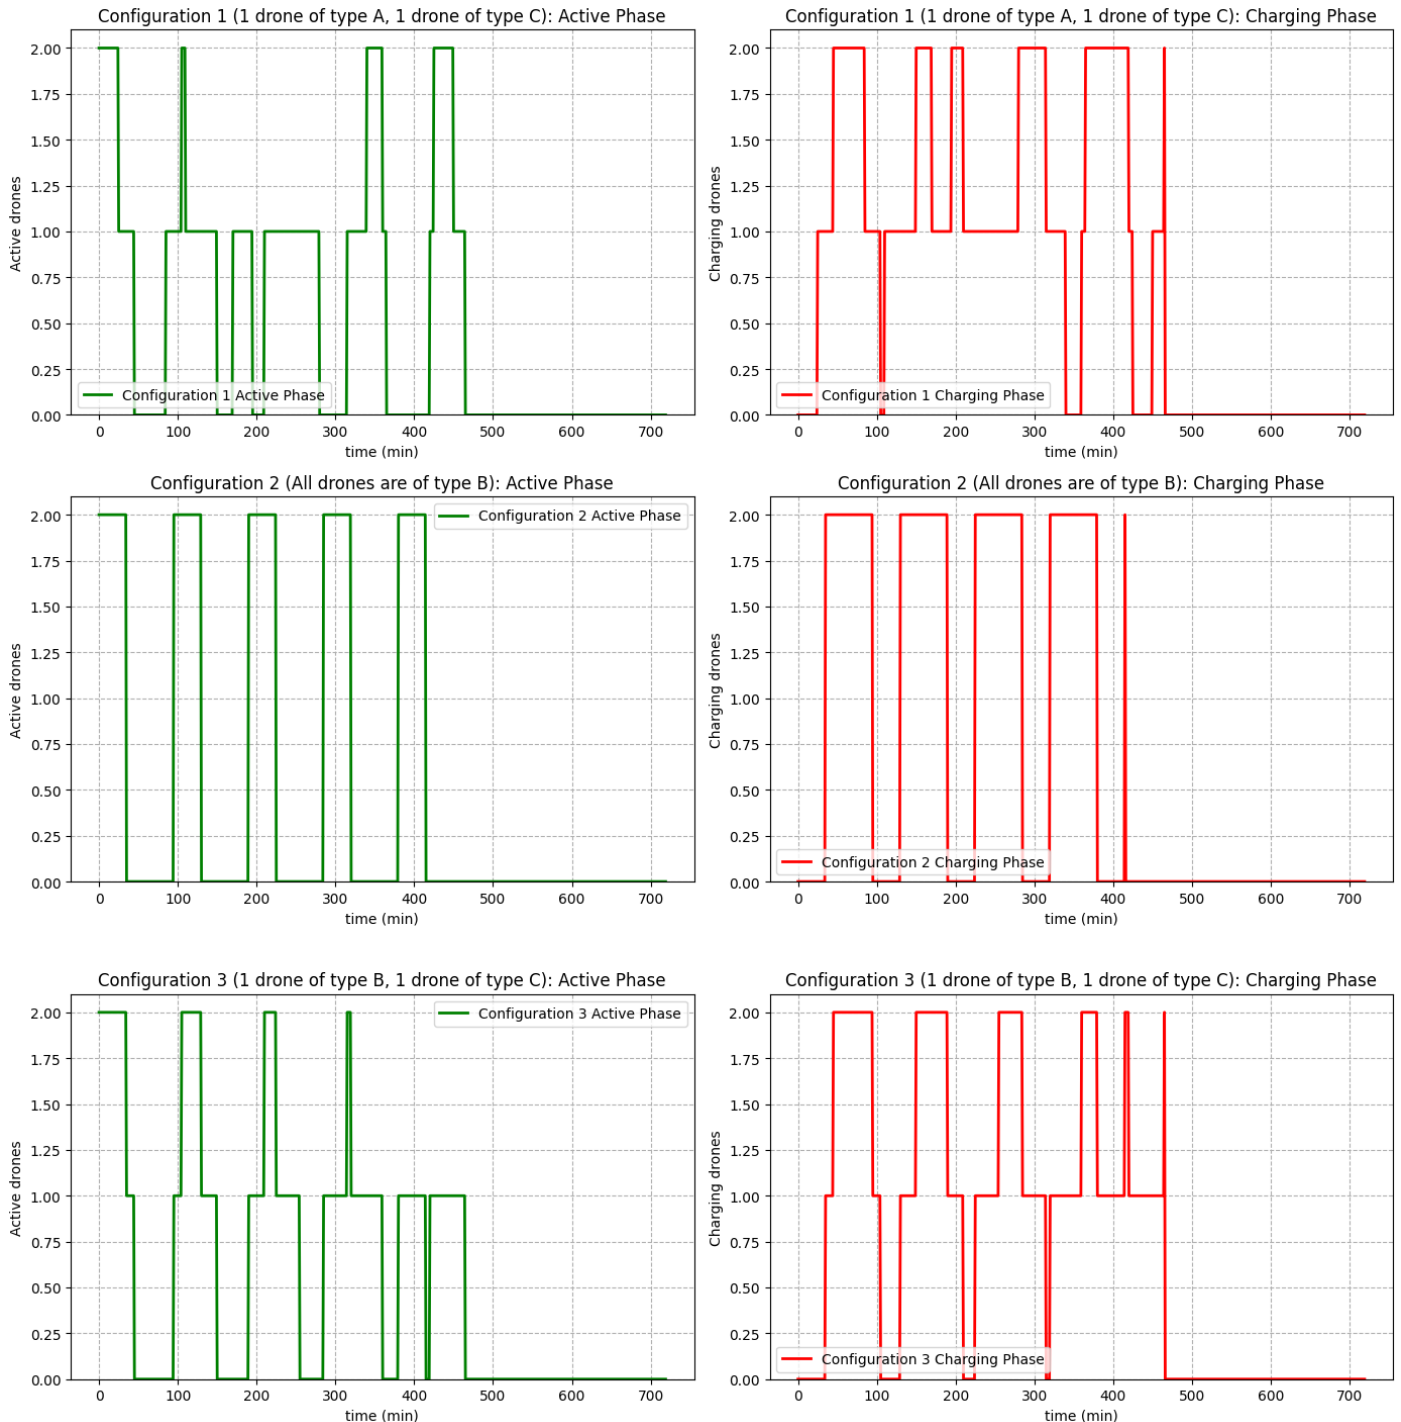 Configuration 1 (1 drone of type A, 1 drone of type C): Active Phase
Active drones
2.00
1.75
1.50
1.25
1.00
0.75
0.50
0.25
0.00
Configuration 1 Active Phase
0 100 200 300 400 500 600 700
time (min)
Configuration 1 (1 drone of type A, 1 drone of type C): Charging Phase
Charging drones
2.00
1.75
1.50
1.25
1.00
0.75
0.50
0.25
0.00
Configuration 1 Charging Phase
0 100 200 300 400 500 600 700
time (min)
Configuration 2 (All drones are of type B): Active Phase
Active drones
2.00
1.75
1.50
1.25
1.00
0.75
0.50
0.25
0.00
Configuration 2 Active Phase
0 100 200 300 400 500 600 700
time (min)
Configuration 2 (All drones are of type B): Charging Phase
Charging drones
2.00
1.75
1.50
1.25
1.00
0.75
0.50
0.25
0.00
Configuration 2 Charging Phase
0 100 200 300 400 500 600 700
time (min)
Configuration 3 (1 drone of type B, 1 drone of type C): Active Phase
Active drones
2.00
1.75
1.50
1.25
1.00
0.75
0.50
0.25
0.00
Configuration 3 Active Phase
0 100 200 300 400 500 600 700
time (min)
Configuration 3 (1 drone of type B, 1 drone of type C): Charging Phase
Charging drones
2.00
1.75
1.50
1.25
1.00
0.75
0.50
0.25
0.00
Configuration 3 Charging Phase
0 100 200 300 400 500 600 700
time (min)